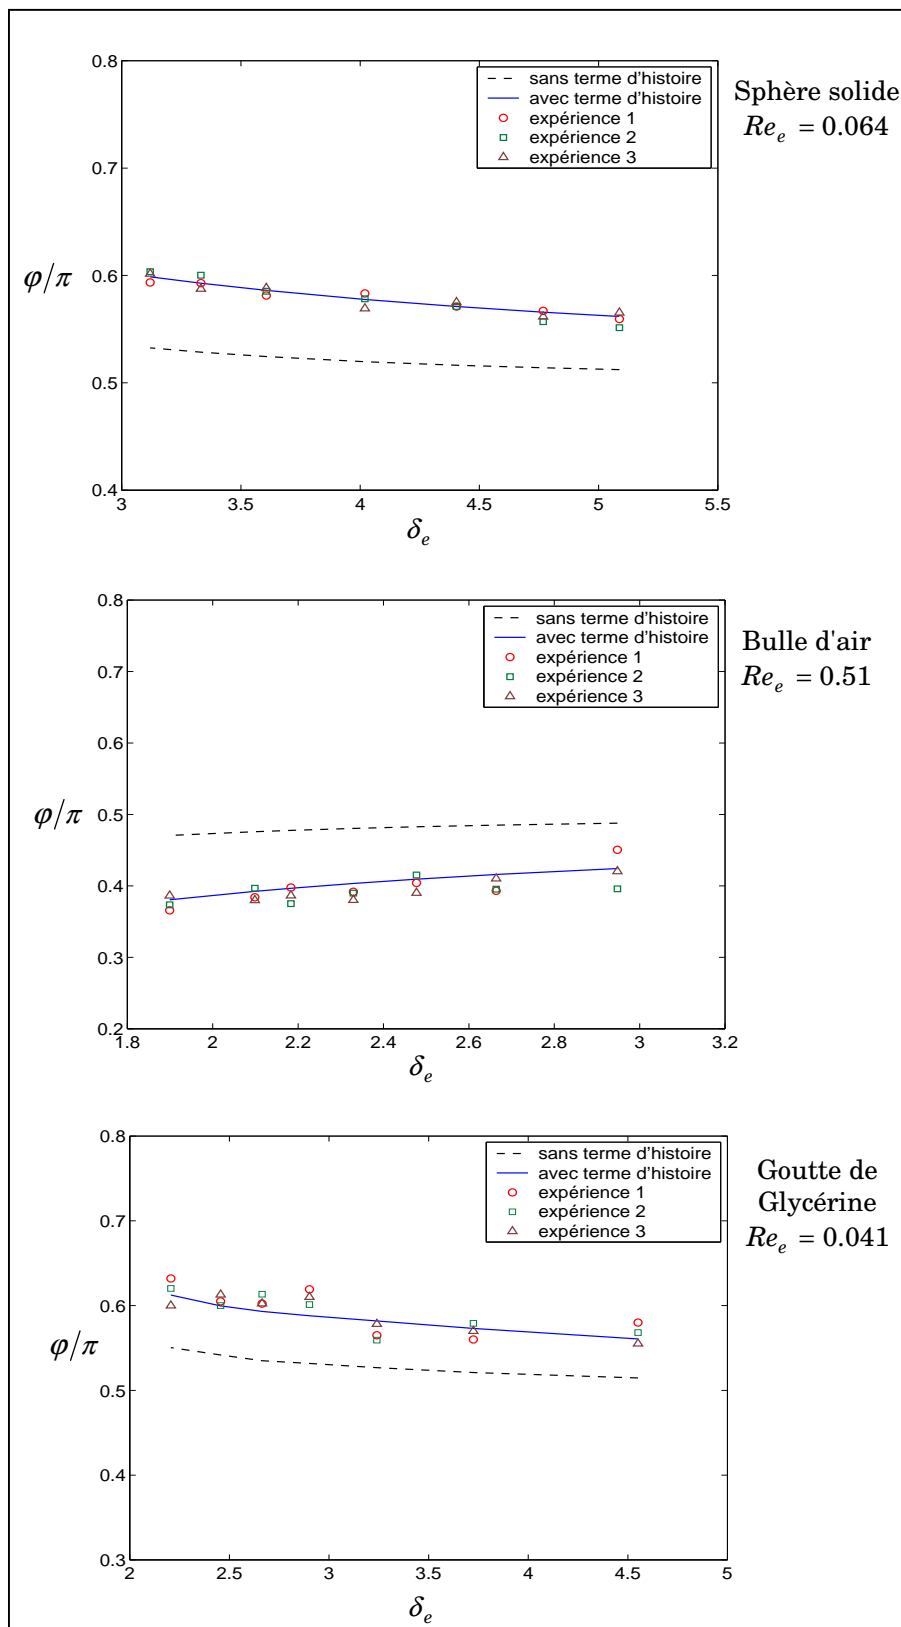 0.8
0.7
0.6
0.5
0.4
3
3.5
4
4.5
5
5.5
φ/π
δe
sans terme d'histoire
avec terme d'histoire
expérience 1
expérience 2
expérience 3
Sphère solide
Re_e = 0.064
0.8
0.7
0.6
0.5
0.4
0.3
0.2
1.8
2
2.2
2.4
2.6
2.8
3
3.2
φ/π
δe
sans terme d'histoire
avec terme d'histoire
expérience 1
expérience 2
expérience 3
Bulle d'air
Re_e = 0.51
0.8
0.7
0.6
0.5
0.4
0.3
2
2.5
3
3.5
4
4.5
5
φ/π
δe
sans terme d'histoire
avec terme d'histoire
expérience 1
expérience 2
expérience 3
Goutte de
Glycérine
Re_e = 0.041